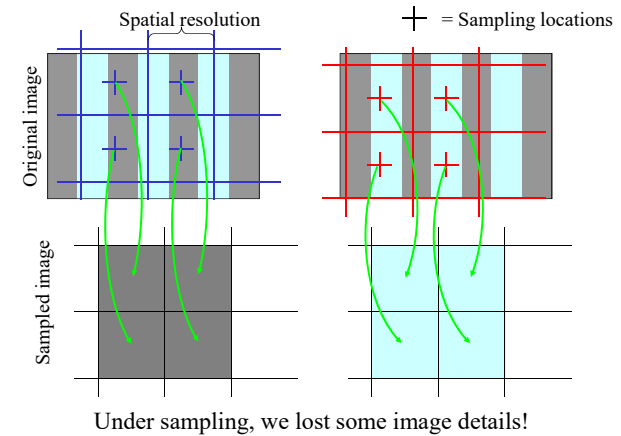 Spatial resolution
= Sampling locations
Original image
Sampled image
Under sampling, we lost some image details!